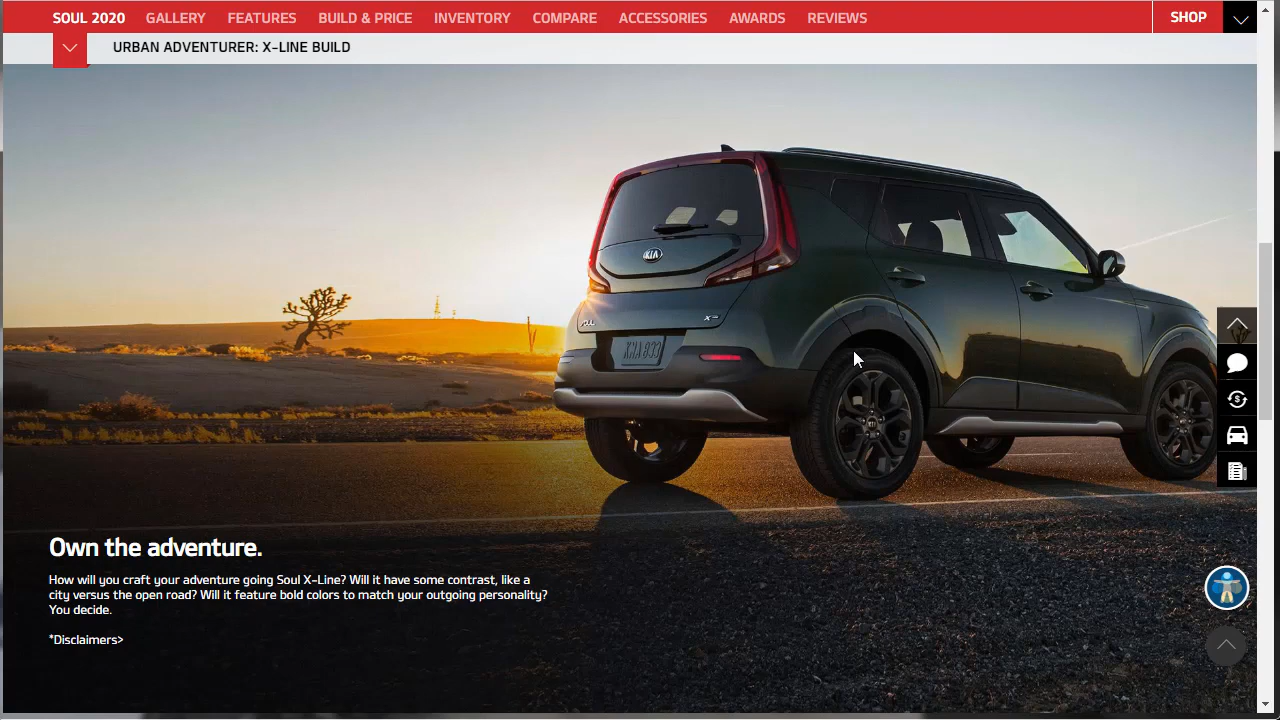 SOUL 2020 GALLERY FEATURES BUILD & PRICE INVENTORY COMPARE ACCESSORIES AWARDS REVIEWS SHOP
URBAN ADVENTURER: X-LINE BUILD
KIA
SOUL
Own the adventure.
How will you craft your adventure going Soul X-Line? Will it have some contrast, like a
city versus the open road? Will it feature bold colors to match your outgoing personality?
You decide.
*Disclaimers>